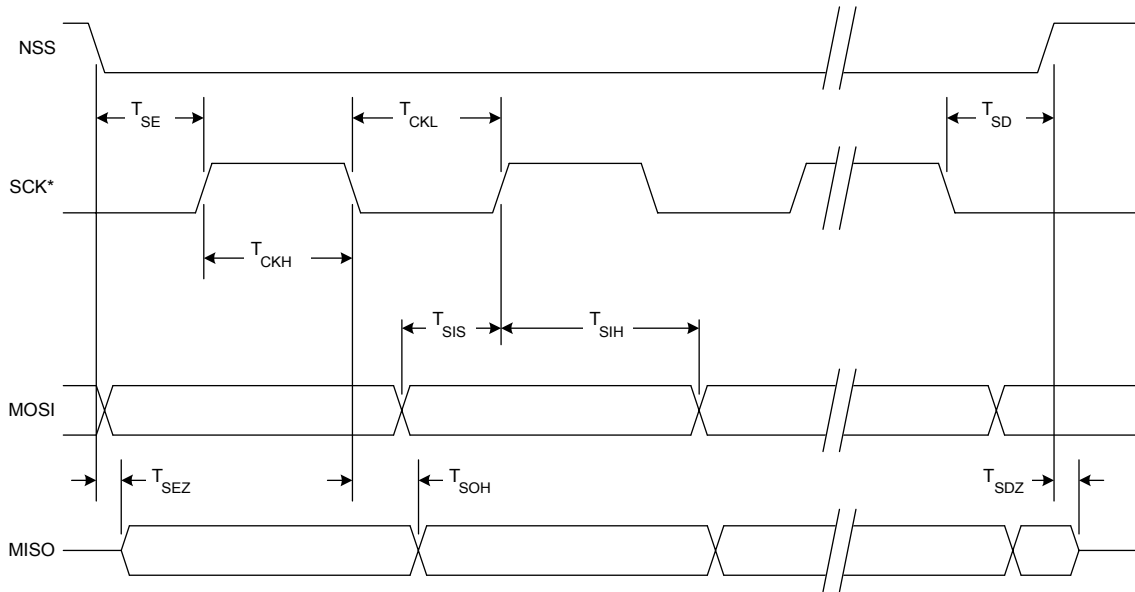 NSS
T_SE
T_CKL
T_SD
SCK*
T_CKH
T_SIS
T_SIH
MOSI
T_SEZ
T_SOH
T_SDZ
MISO